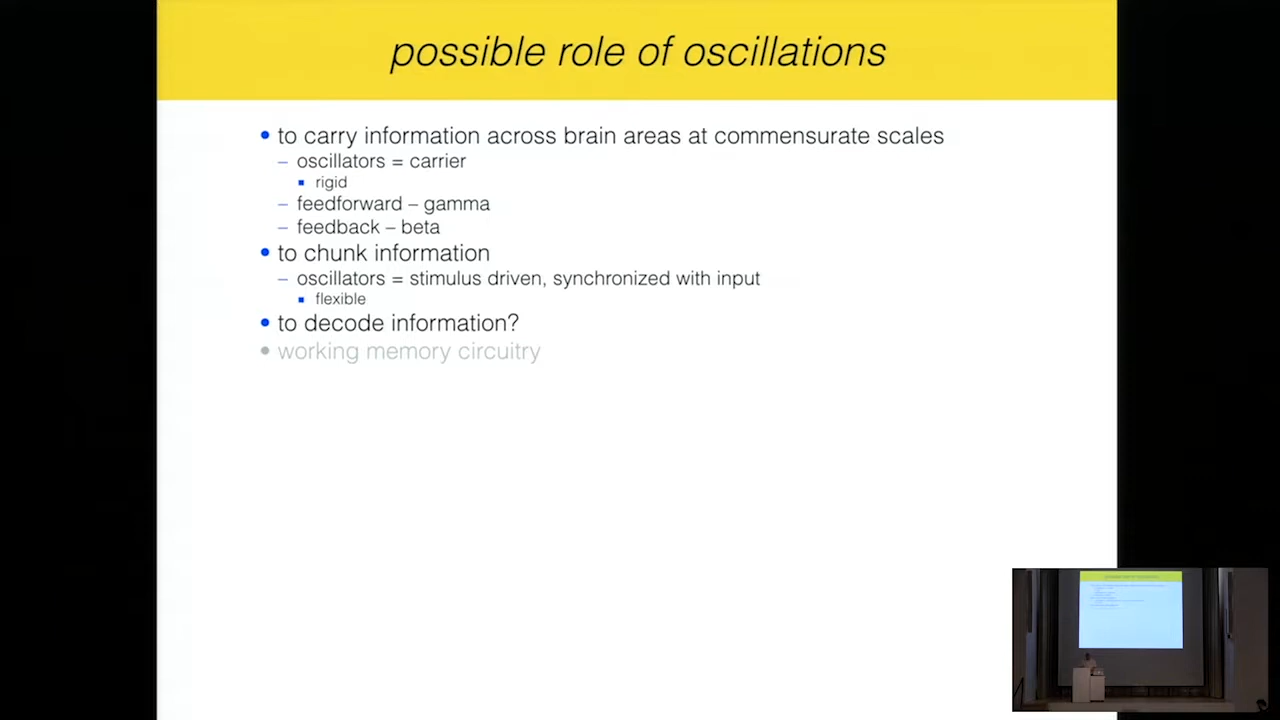 possible role of oscillations
• to carry information across brain areas at commensurate scales
– oscillators = carrier
▪ rigid
– feedforward – gamma
– feedback – beta
• to chunk information
– oscillators = stimulus driven, synchronized with input
▪ flexible
• to decode information?
• working memory circuitry